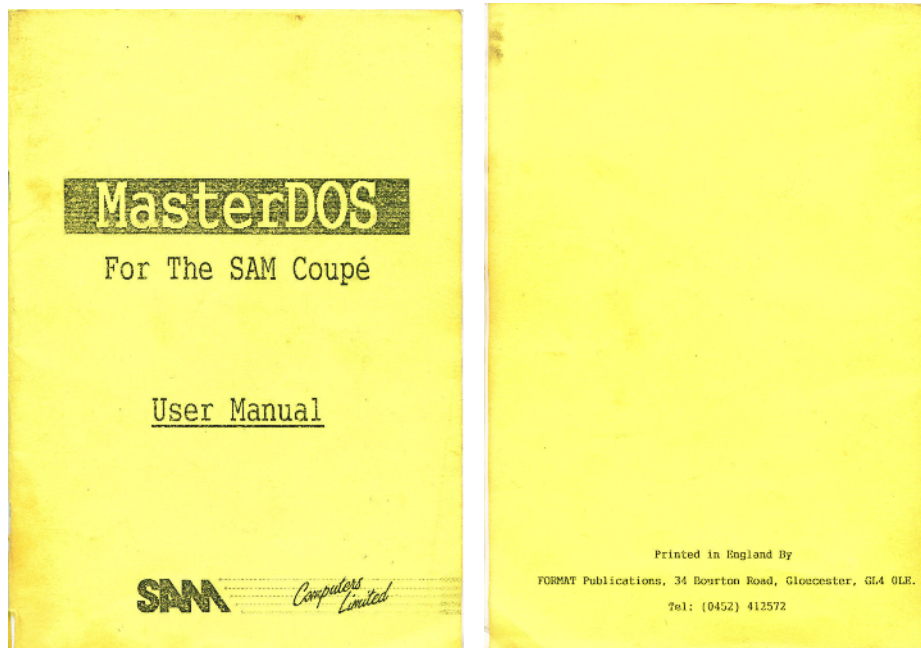 MasterDOS
For The SAM Coupé
User Manual
SAM Computers Limited
Printed in England By
FORMAT Publications, 34 Bourton Road, Gloucester, GL4 0LE.
Tel: (0452) 412572